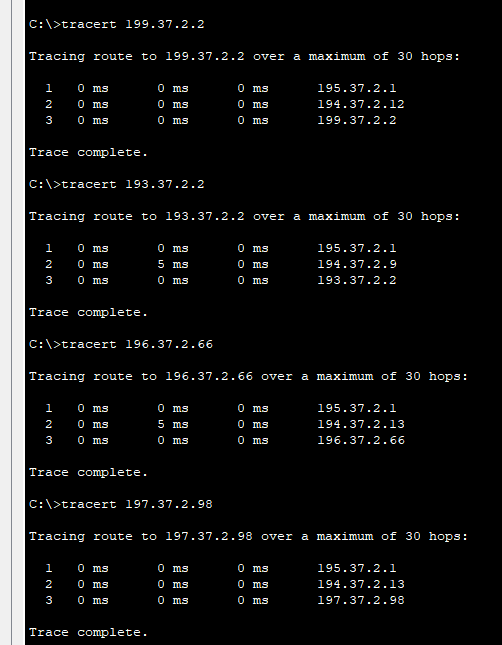 C:\>tracert 199.37.2.2
Tracing route to 199.37.2.2 over a maximum of 30 hops:
1 0 ms 0 ms 0 ms 195.37.2.1
2 0 ms 0 ms 0 ms 194.37.2.12
3 0 ms 0 ms 0 ms 199.37.2.2
Trace complete.
C:\>tracert 193.37.2.2
Tracing route to 193.37.2.2 over a maximum of 30 hops:
1 0 ms 0 ms 0 ms 195.37.2.1
2 0 ms 5 ms 0 ms 194.37.2.9
3 0 ms 0 ms 0 ms 193.37.2.2
Trace complete.
C:\>tracert 196.37.2.66
Tracing route to 196.37.2.66 over a maximum of 30 hops:
1 0 ms 0 ms 0 ms 195.37.2.1
2 0 ms 5 ms 0 ms 194.37.2.13
3 0 ms 0 ms 0 ms 196.37.2.66
Trace complete.
C:\>tracert 197.37.2.98
Tracing route to 197.37.2.98 over a maximum of 30 hops:
1 0 ms 0 ms 0 ms 195.37.2.1
2 0 ms 0 ms 0 ms 194.37.2.13
3 0 ms 0 ms 0 ms 197.37.2.98
Trace complete.